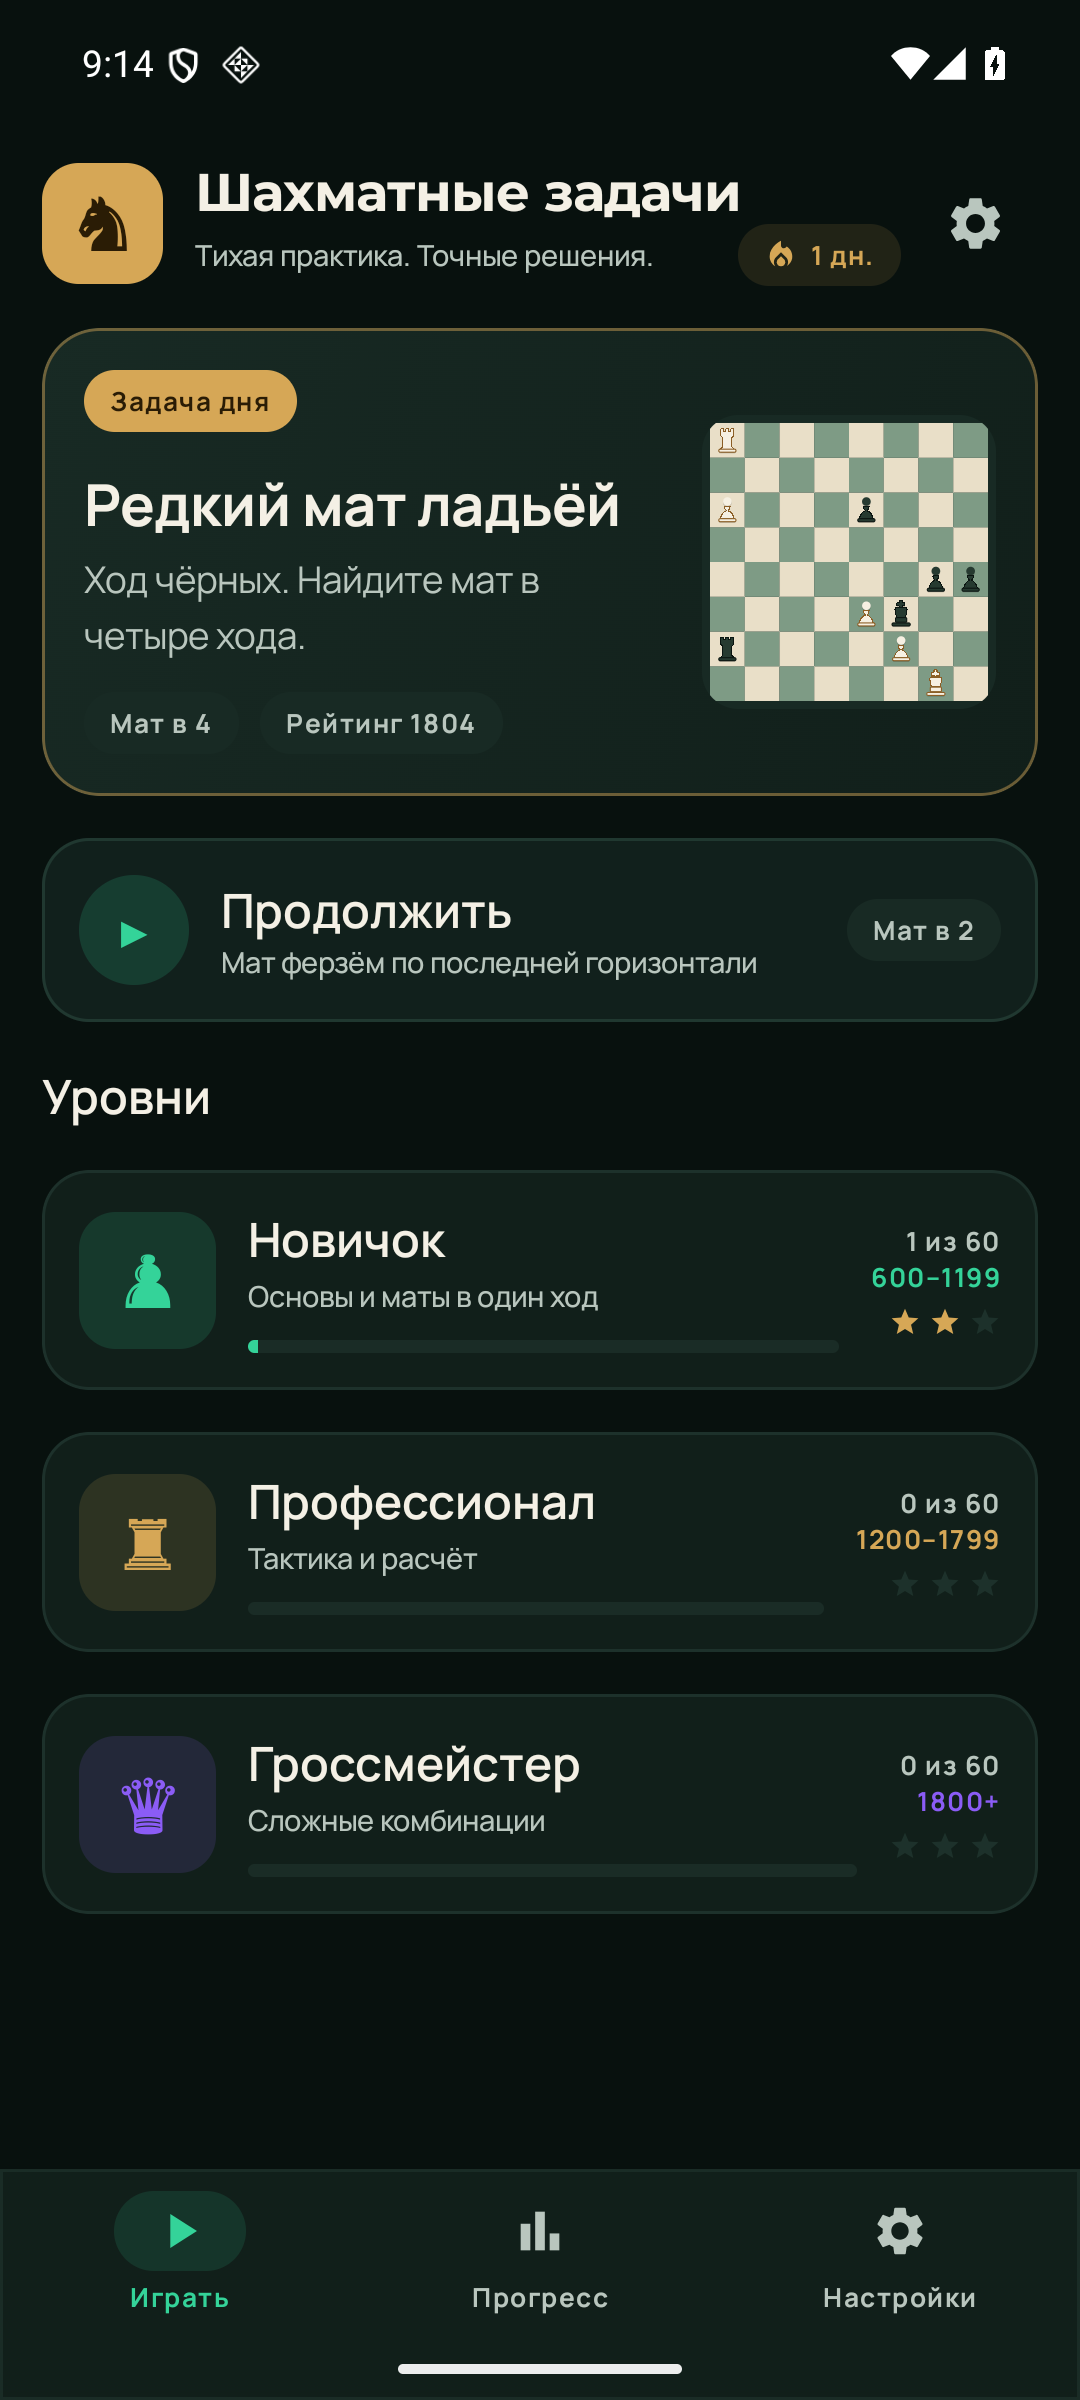 9:14
Шахматные задачи
Тихая практика. Точные решения.
1 дн.
Задача дня
Редкий мат ладьёй
Ход чёрных. Найдите мат в
четыре хода.
Мат в 4
Рейтинг 1804
Продолжить
Мат ферзём по последней горизонтали
Мат в 2
Уровни
Новичок
Основы и маты в один ход
1 из 60
600–1199
Профессионал
Тактика и расчёт
0 из 60
1200–1799
Гроссмейстер
Сложные комбинации
0 из 60
1800+
Играть
Прогресс
Настройки